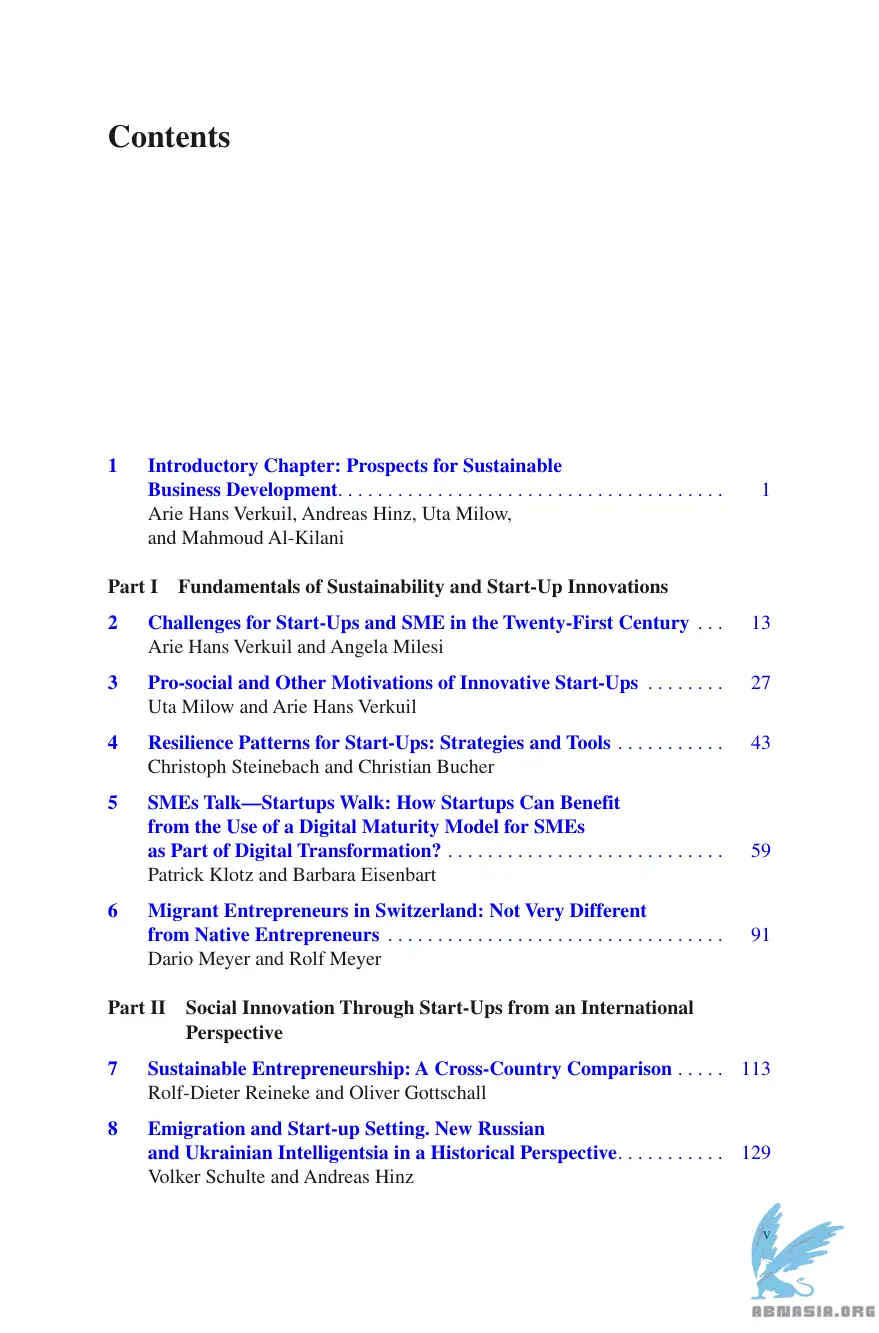 Contents
1 Introductory Chapter: Prospects for Sustainable
Business Development. . . . . . . . . . . . . . . . . . . . . . . . . . . . . . . . . . . . . . . 1
Arie Hans Verkuil, Andreas Hinz, Uta Milow,
and Mahmoud Al-Kilani
Part I Fundamentals of Sustainability and Start-Up Innovations
2 Challenges for Start-Ups and SME in the Twenty-First Century . . . 13
Arie Hans Verkuil and Angela Milesi
3 Pro-social and Other Motivations of Innovative Start-Ups . . . . . . . . 27
Uta Milow and Arie Hans Verkuil
4 Resilience Patterns for Start-Ups: Strategies and Tools . . . . . . . . . . . 43
Christoph Steinebach and Christian Bucher
5 SMEs Talk—Startups Walk: How Startups Can Benefit
from the Use of a Digital Maturity Model for SMEs
as Part of Digital Transformation? . . . . . . . . . . . . . . . . . . . . . . . . . . . . 59
Patrick Klotz and Barbara Eisenbart
6 Migrant Entrepreneurs in Switzerland: Not Very Different
from Native Entrepreneurs . . . . . . . . . . . . . . . . . . . . . . . . . . . . . . . . . . 91
Dario Meyer and Rolf Meyer
Part II Social Innovation Through Start-Ups from an International
Perspective
7 Sustainable Entrepreneurship: A Cross-Country Comparison . . . . . 113
Rolf-Dieter Reineke and Oliver Gottschall
8 Emigration and Start-up Setting. New Russian
and Ukrainian Intelligentsia in a Historical Perspective. . . . . . . . . . . 129
Volker Schulte and Andreas Hinz
v
ABNASIA.ORG